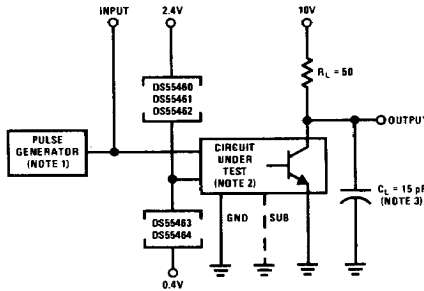 INPUT
2.4V
10V
DS55460
DS55461
DS55462
R_L = 50
OUTPUT
PULSE
GENERATOR
(NOTE 1)
CIRCUIT
UNDER
TEST
(NOTE 2)
C_L = 15 pF
(NOTE 3)
GND
SUB
DS55463
DS55464
0.4V